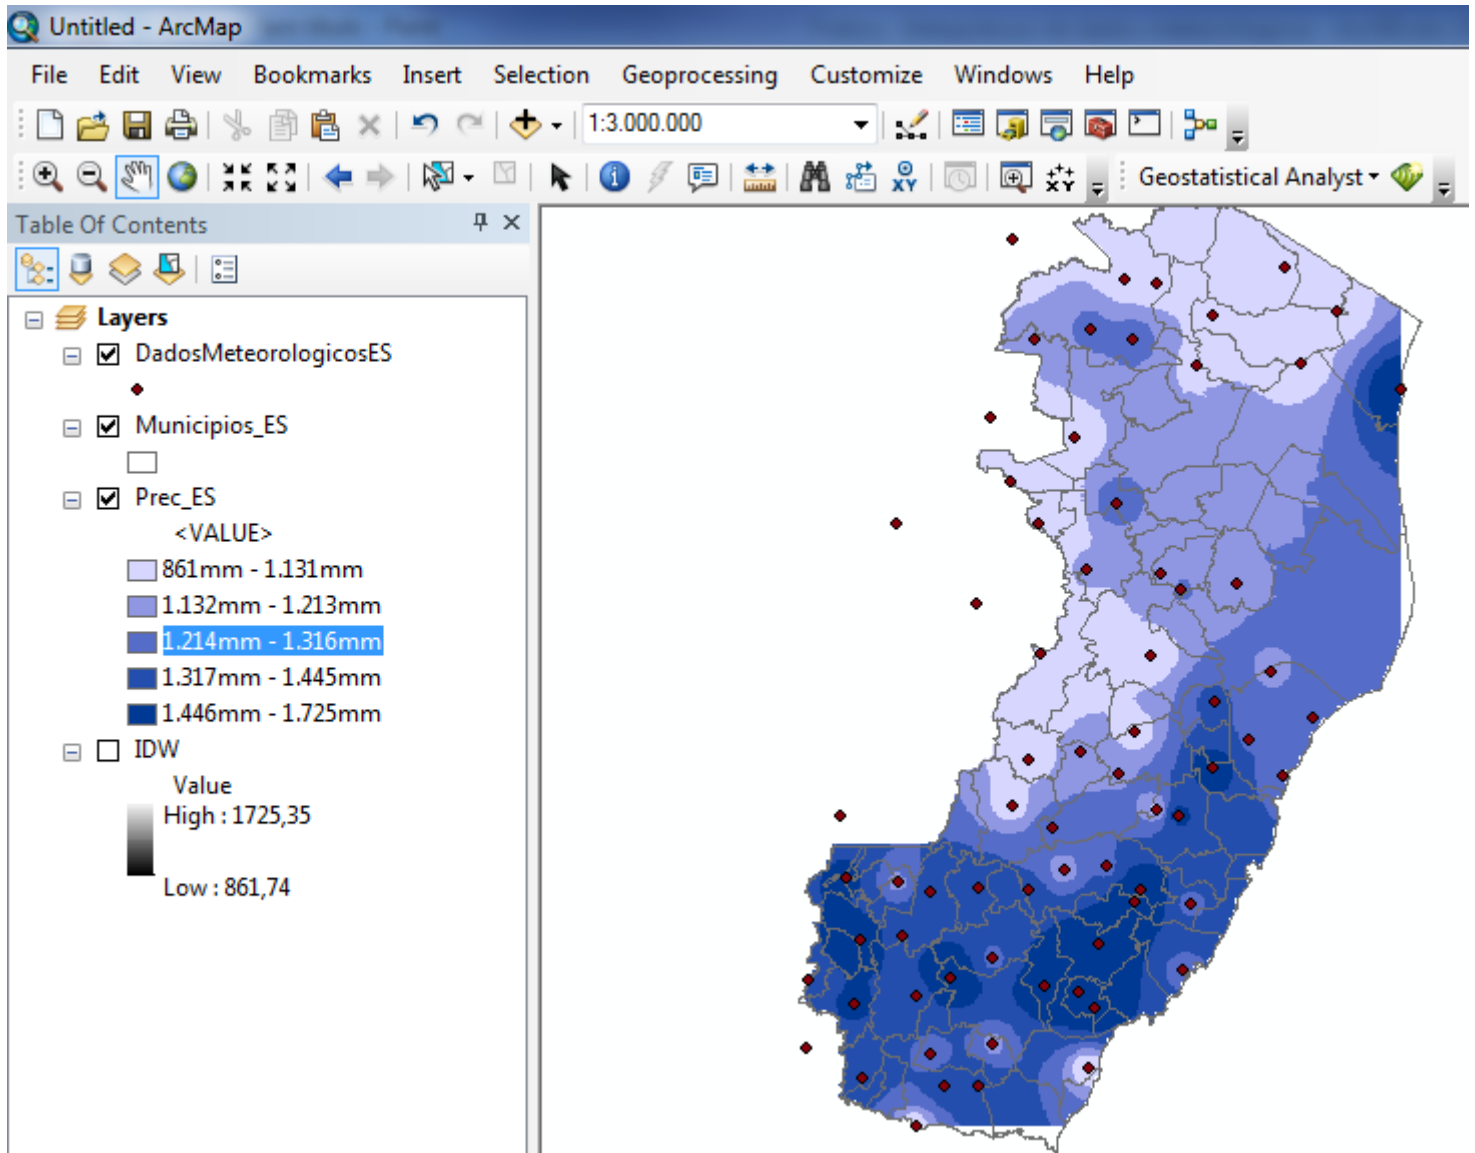 Untitled - ArcMap
File Edit View Bookmarks Insert Selection Geoprocessing Customize Windows Help
1:3.000.000
XY
Geostatistical Analyst
Table Of Contents
Layers
DadosMeteorologicosES
Municipios_ES
Prec_ES
<VALUE>
861mm - 1.131mm
1.132mm - 1.213mm
1.214mm - 1.316mm
1.317mm - 1.445mm
1.446mm - 1.725mm
IDW
Value
High : 1725,35
Low : 861,74